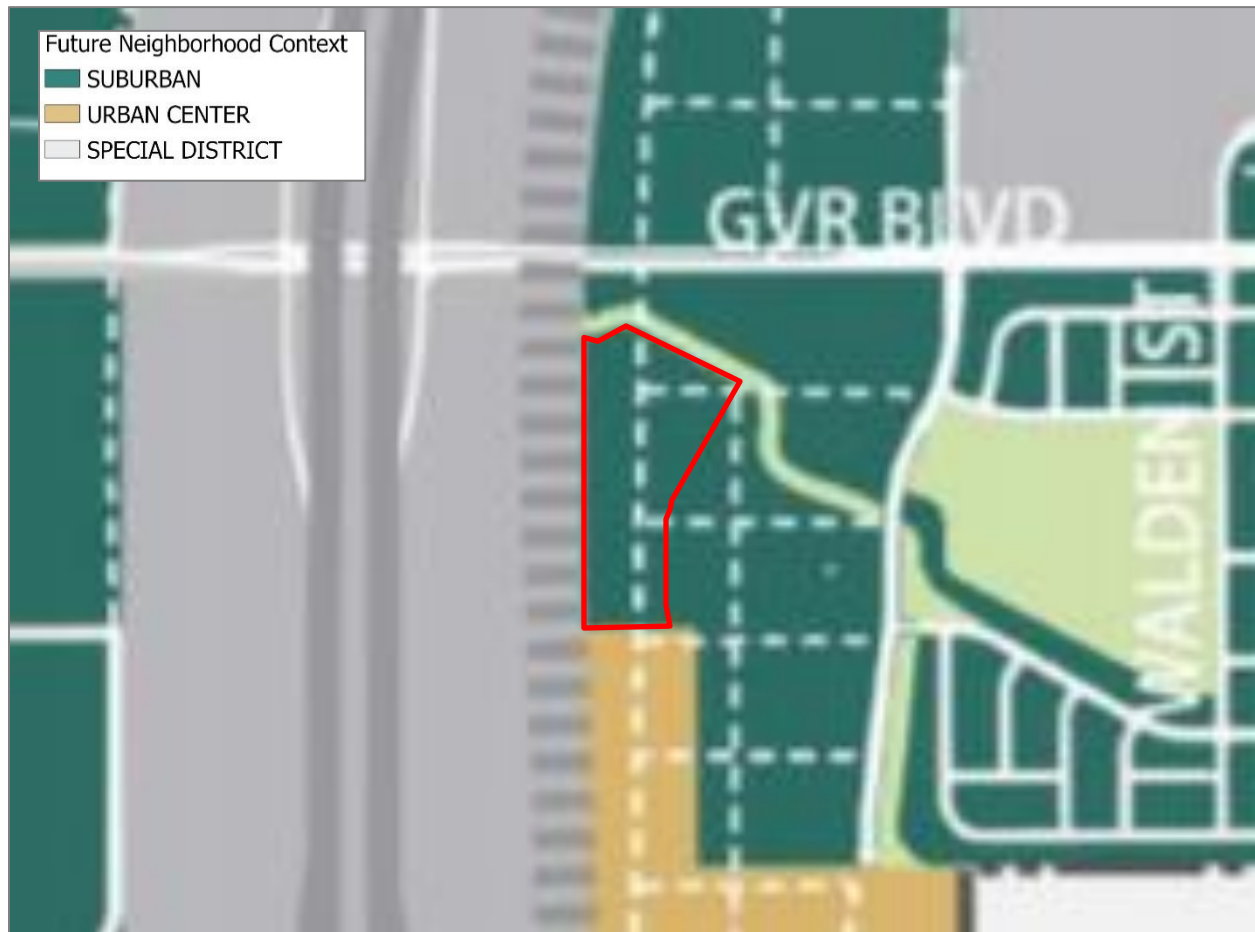 Future Neighborhood Context
SUBURBAN
URBAN CENTER
SPECIAL DISTRICT
GVR BLVD
WALDEN ST